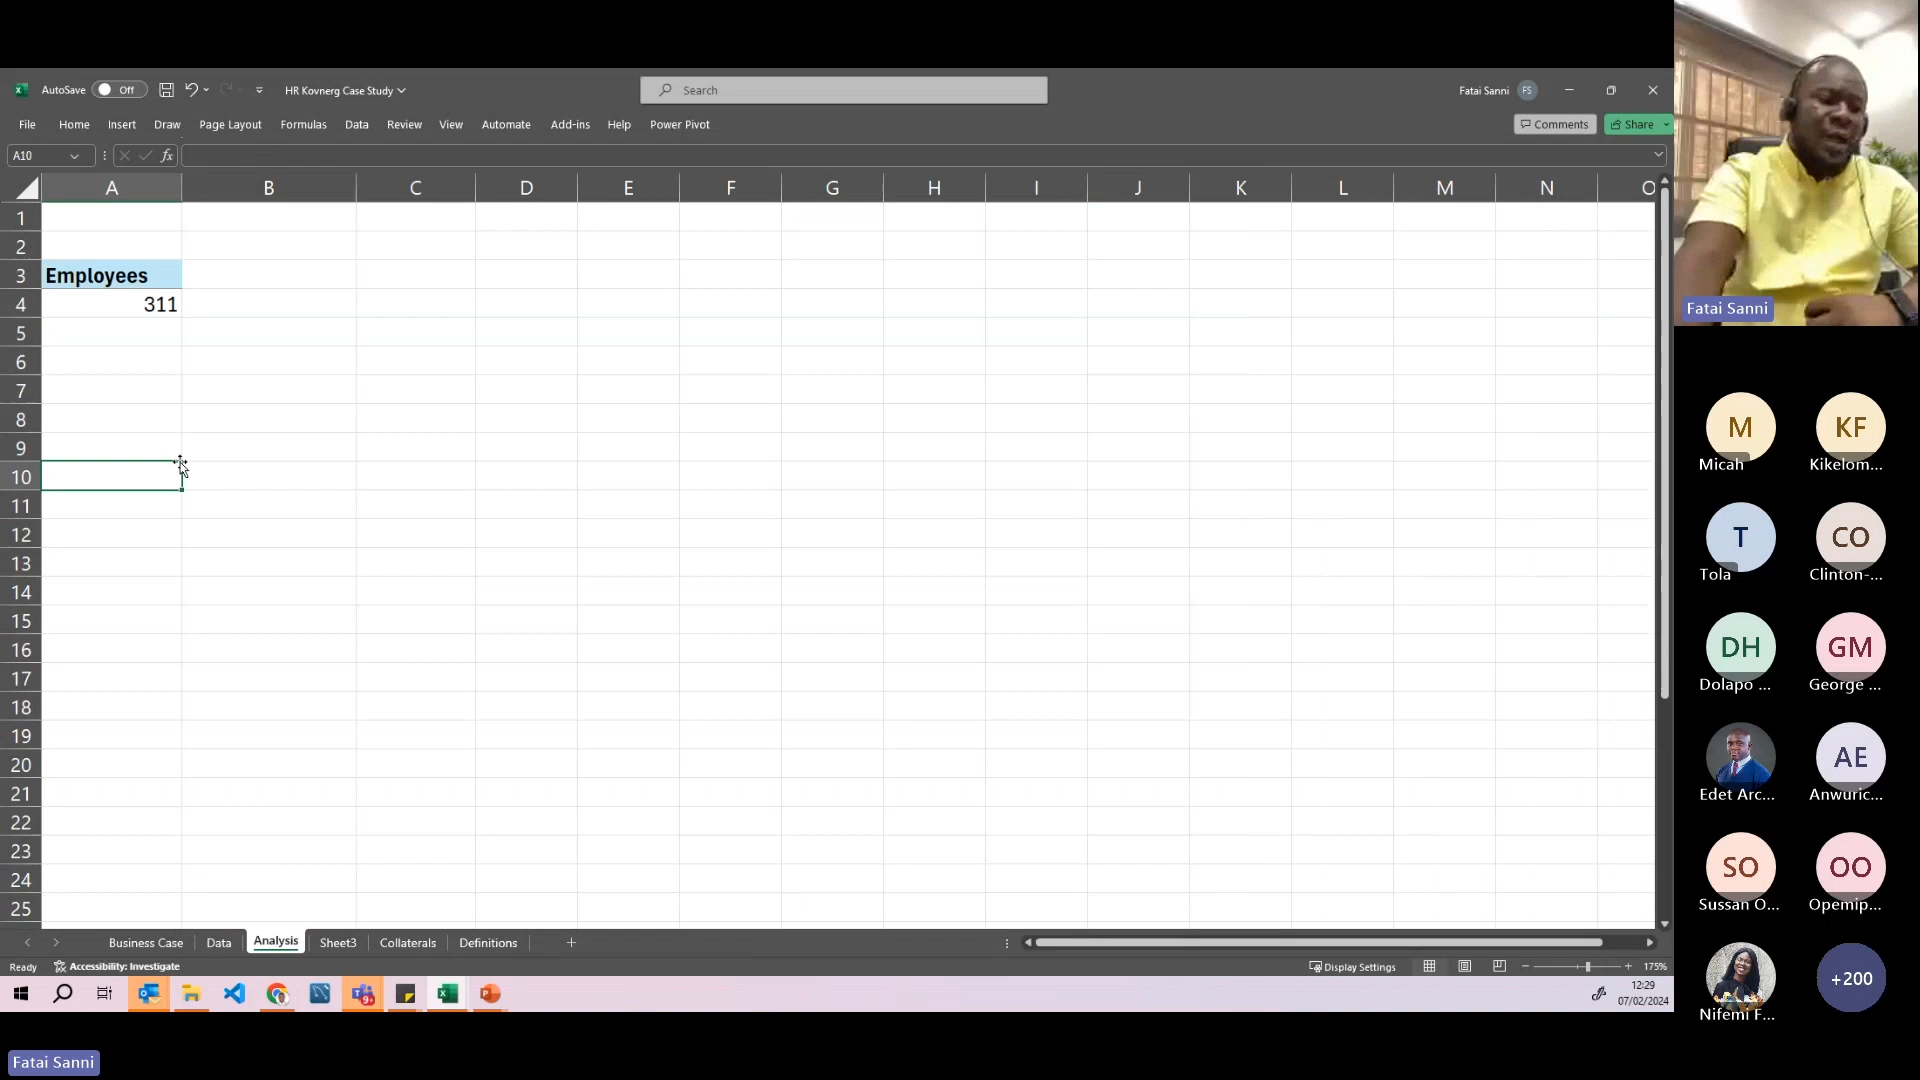 AutoSave Off HR Kovnerg Case Study Search Fatai Sanni FS
File Home Insert Draw Page Layout Formulas Data Review View Automate Add-ins Help Power Pivot Comments Share
A10 fx
A B C D E F G H I J K L M N O
1
2
3 Employees
4 311
5
6
7
8
9
10
11
12
13
14
15
16
17
18
19
20
21
22
23
24
25
Business Case Data Analysis Sheet3 Collaterals Definitions
Ready Accessibility: Investigate Display Settings 175%
9+
12:29
07/02/2024
Fatai Sanni
Fatai Sanni
M KF
Micah Kikelom...
T CO
Tola Clinton-...
DH GM
Dolapo ... George ...
AE
Edet Arc... Anwuric...
SO OO
Sussan O... Opemip...
+200
Nifemi F...